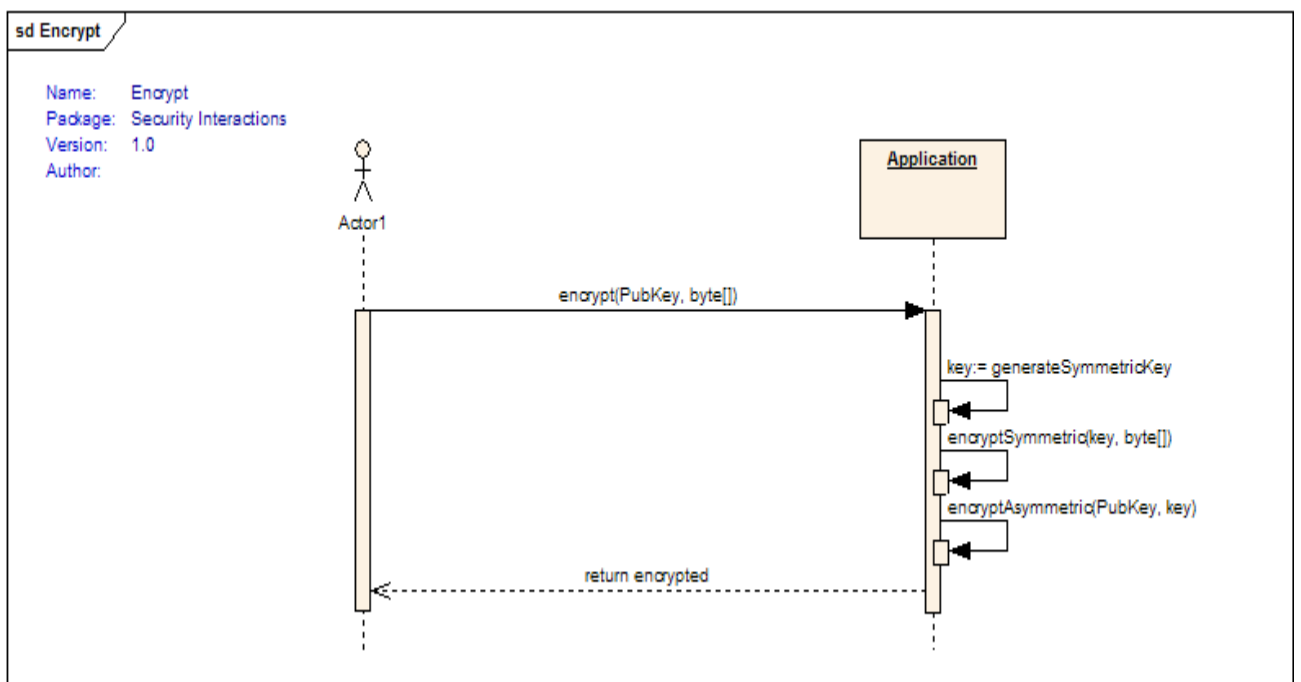 sd Encrypt
Name: Encrypt
Package: Security Interactions
Version: 1.0
Author:
Actor1
Application
encrypt(PubKey, byte[])
key:= generateSymmetricKey
encryptSymmetric(key, byte[])
encryptAsymmetric(PubKey, key)
return encrypted